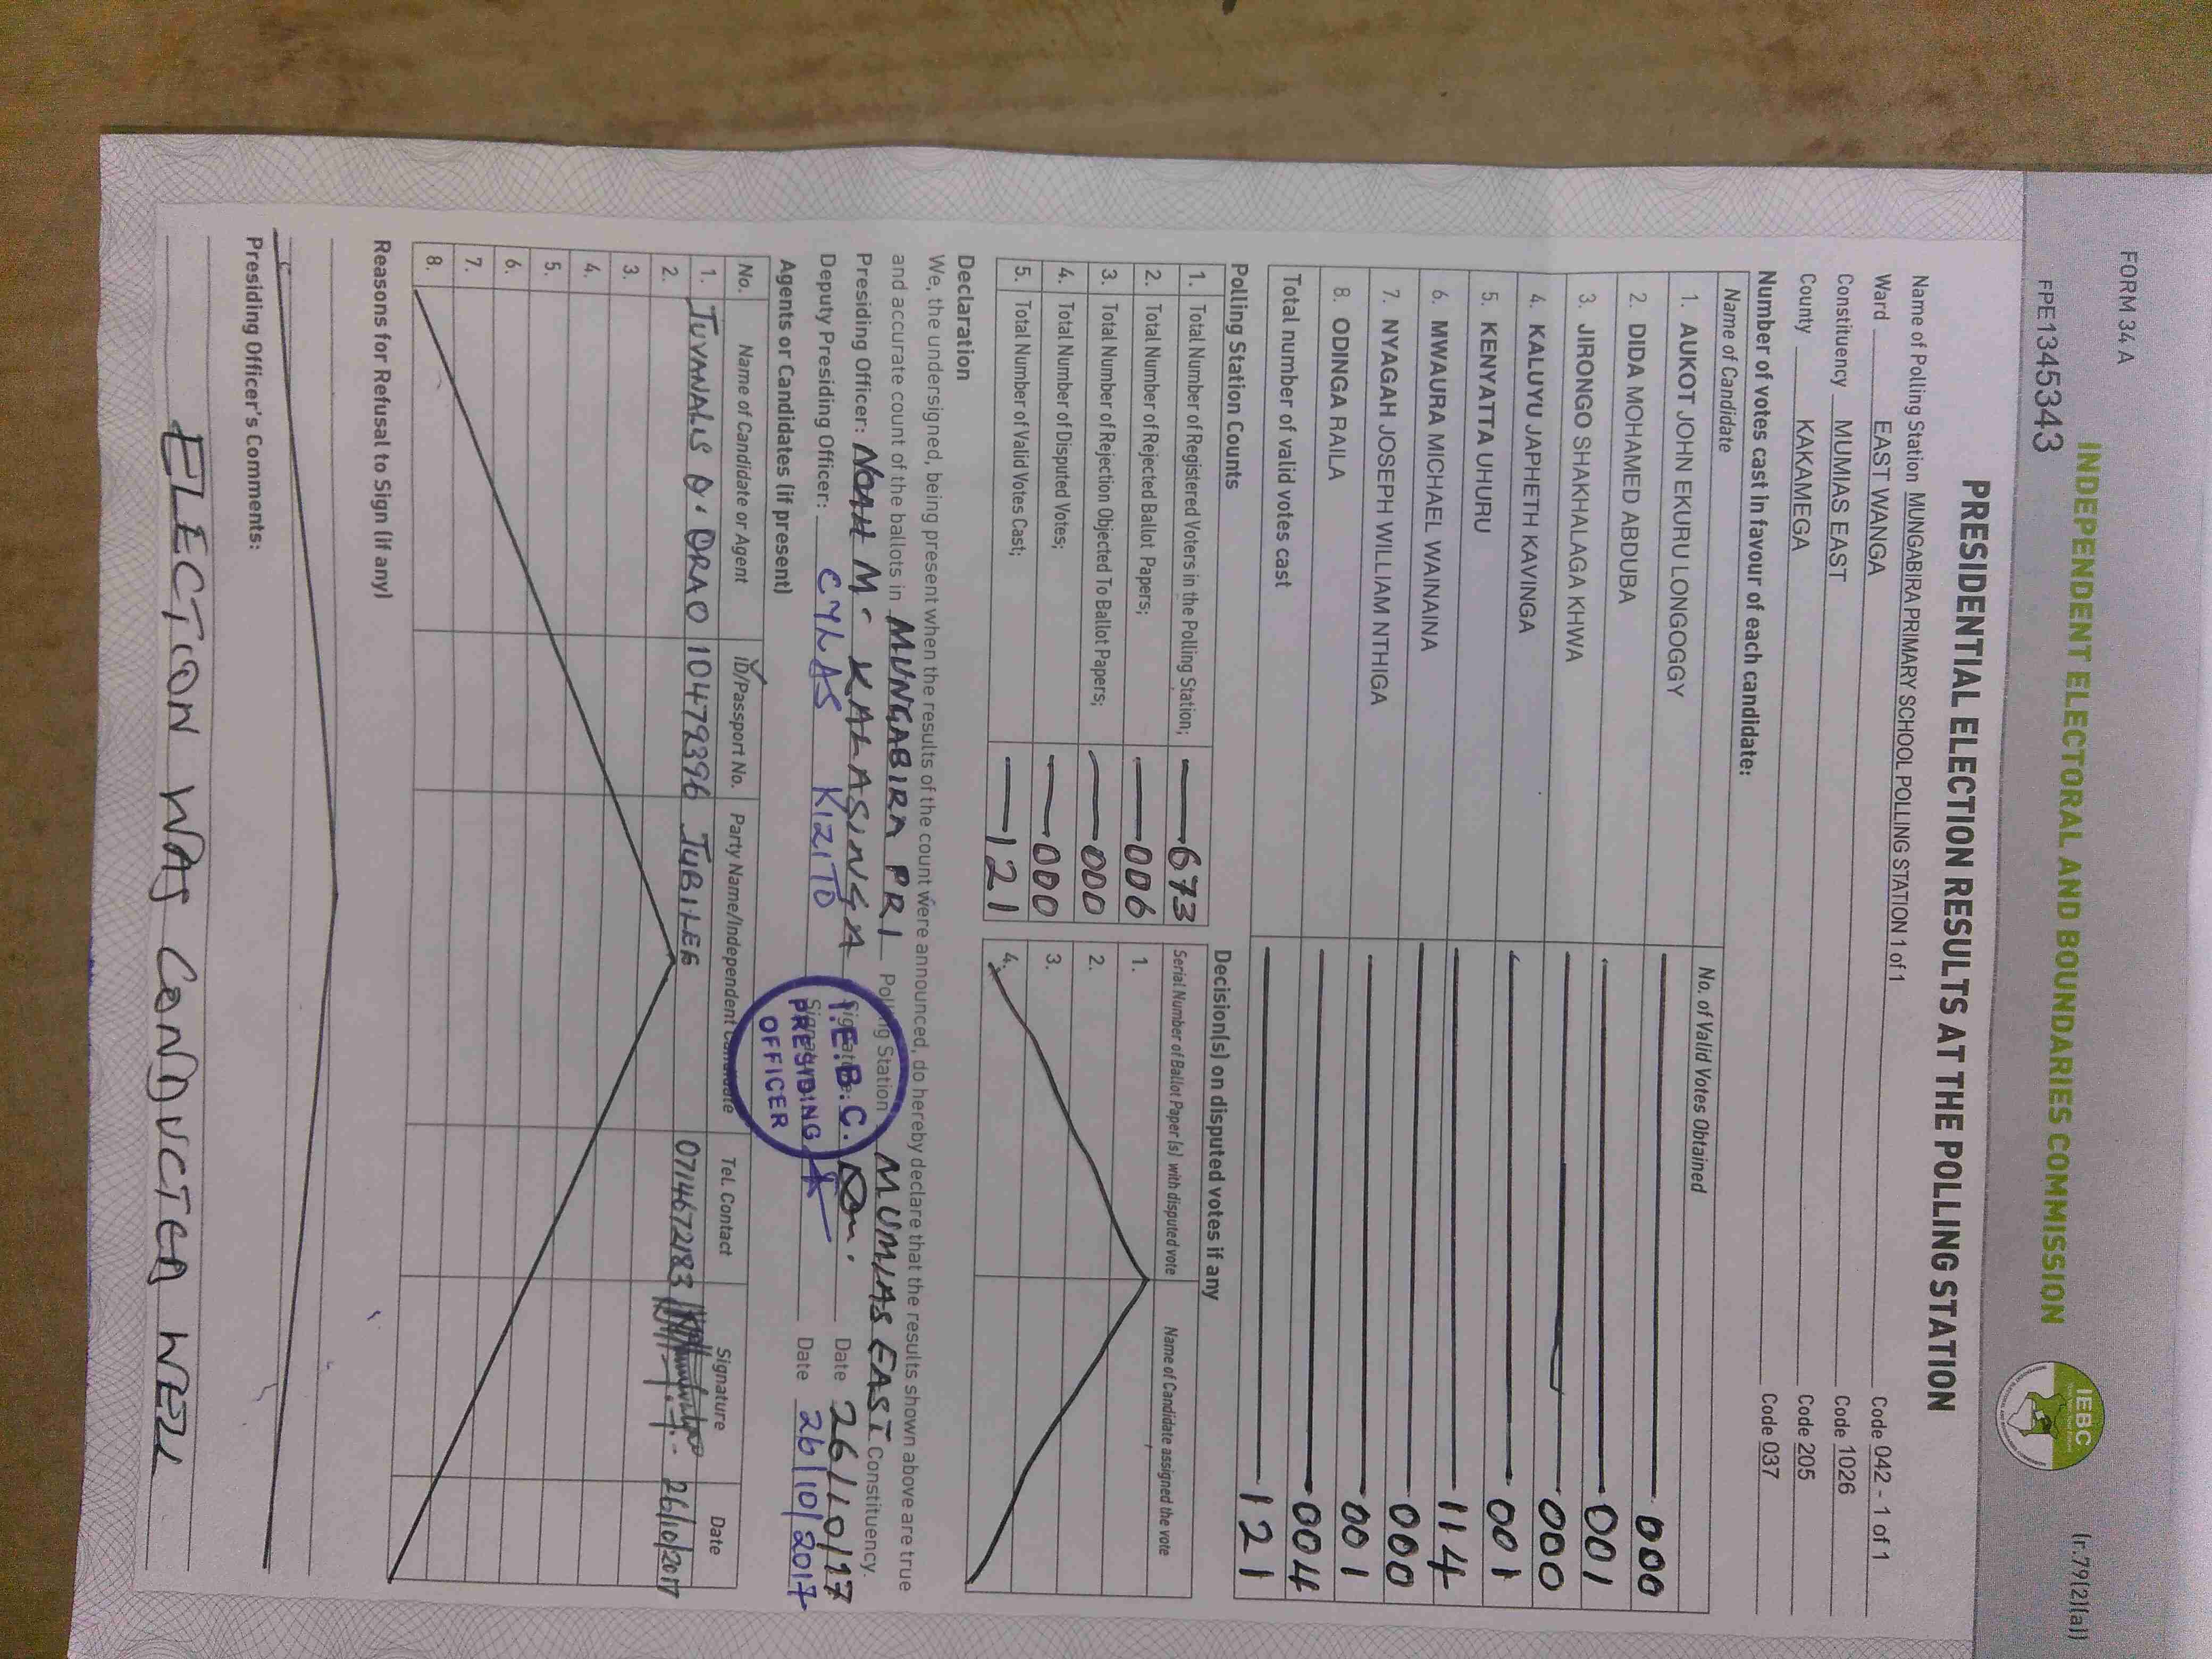 FORM 34 A
(r.79(2)(a))
INDEPENDENT ELECTORAL AND BOUNDARIES COMMISSION
IEBC
FPE1345343
PRESIDENTIAL ELECTION RESULTS AT THE POLLING STATION
Name of Polling Station MUNGABIRA PRIMARY SCHOOL POLLING STATION 1 of 1 Code 042 - 1 of 1
Ward EAST WANGA Code 1026
Constituency MUMIAS EAST Code 205
County KAKAMEGA Code 037
Number of votes cast in favour of each candidate:
Name of Candidate No. of Valid Votes Obtained
1. AUKOT JOHN EKURU LONGOGGY 000
2. DIDA MOHAMED ABDUBA 001
3. JIRONGO SHAKHALAGA KHWA 000
4. KALUYU JAPHETH KAVINGA 001
5. KENYATTA UHURU 114
6. MWAURA MICHAEL WAINAINA 000
7. NYAGAH JOSEPH WILLIAM NTHIGA 001
8. ODINGA RAILA 004
Total number of valid votes cast 121
Polling Station Counts
1. Total Number of Registered Voters in the Polling Station; 673
2. Total Number of Rejected Ballot Papers; 006
3. Total Number of Rejection Objected To Ballot Papers; 000
4. Total Number of Disputed Votes; 000
5. Total Number of Valid Votes Cast; 121
Decision(s) on disputed votes if any
Serial Number of Ballot Paper (s) with disputed vote Name of Candidate assigned the vote
1.
2.
3.
4.
Declaration
We, the undersigned, being present when the results of the count were announced, do hereby declare that the results shown above are true
and accurate count of the ballots in MUNGABIRA PRI Polling Station MUMIAS EAST Constituency.
Presiding Officer: NOAH M. KALASINGA Signature: Date 26/10/17
Deputy Presiding Officer: CYLAS KIZITO Signature: Date 26/10/2017
I.E.B.C.
PRESIDING
OFFICER
Agents or Candidates (if present)
No. Name of Candidate or Agent ID/Passport No. Party Name/Independent Candidate Tel. Contact Signature Date
1. JUVANALIS O. ORAO 10479396 JUBILEE 0714672183 26/10/2017
2.
3.
4.
5.
6.
7.
8.
Reasons for Refusal to Sign (if any)
Presiding Officer's Comments:
ELECTION WAS CONDUCTED WELL